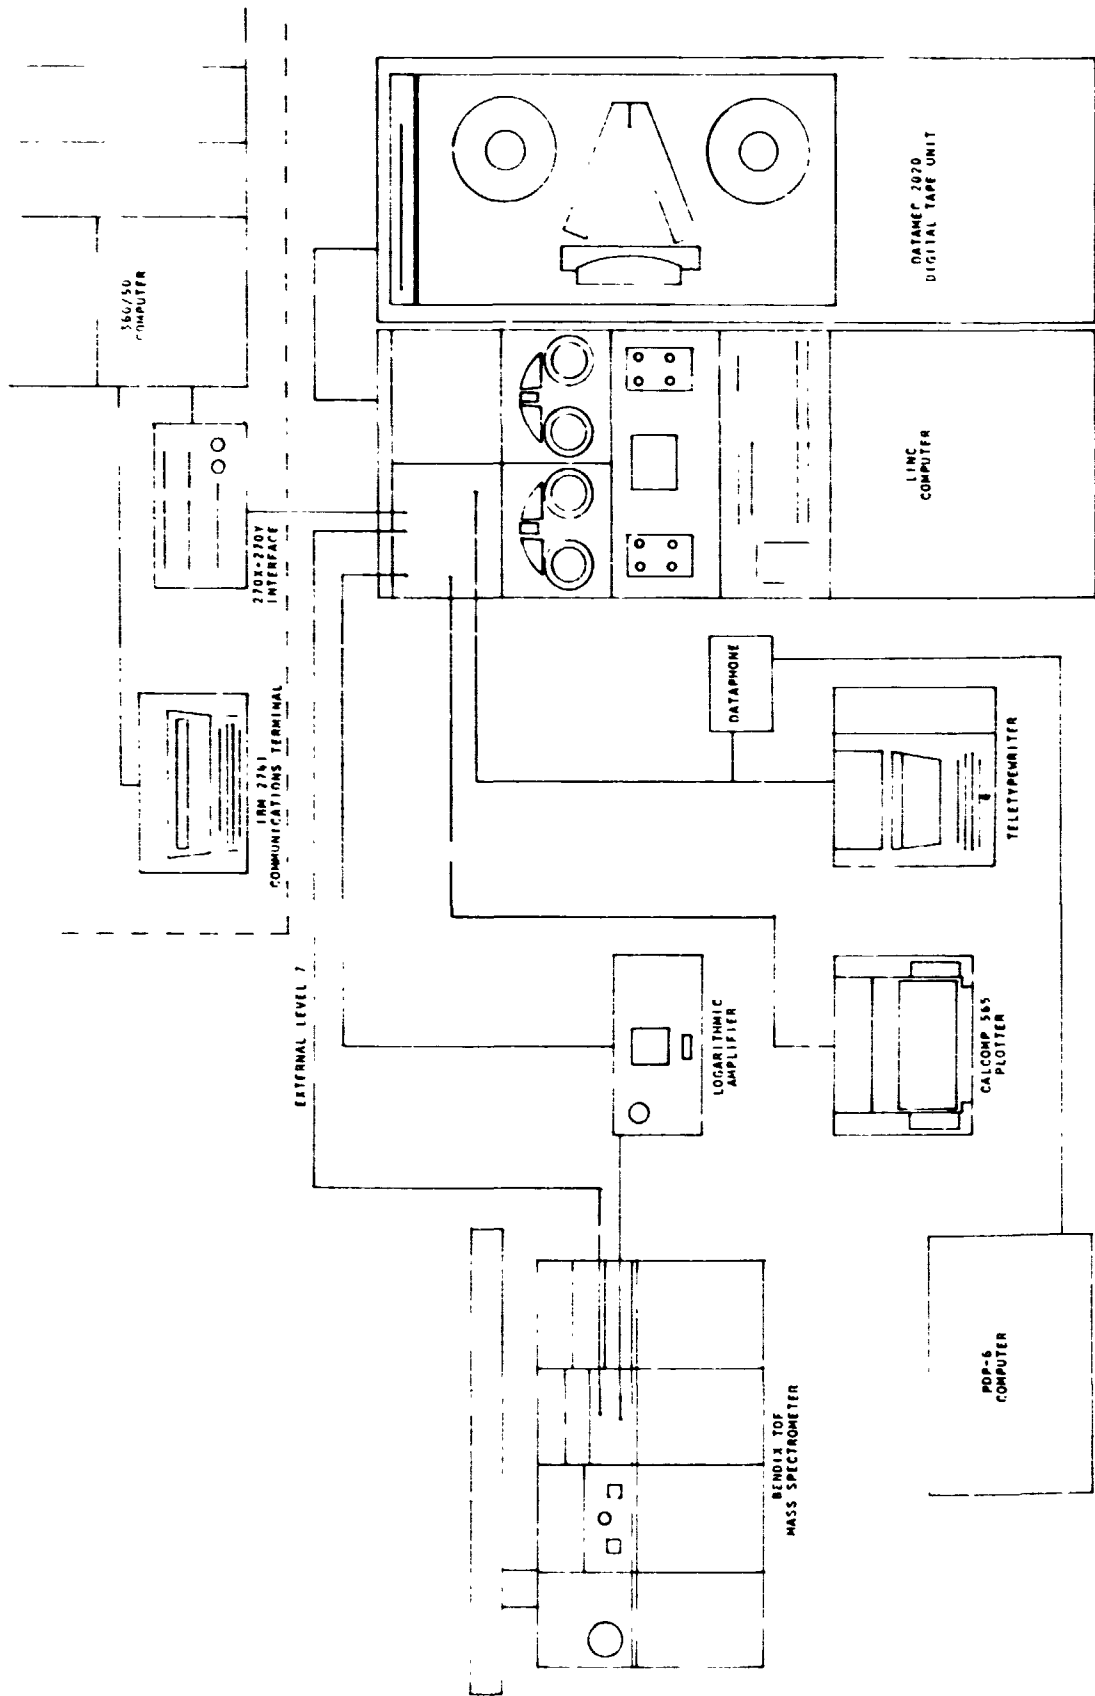 360/50
COMPUTER
270X-270Y
INTERFACE
IBM 2741
COMMUNICATIONS TERMINAL
EXTERNAL LEVEL 7
DATAMEC 2020
DIGITAL TAPE UNIT
LINC
COMPUTER
DATAPHONE
TELETYPEWRITER
LOGARITHMIC
AMPLIFIER
CALCOMP 565
PLOTTER
BENDIX TOF
MASS SPECTROMETER
PDP-6
COMPUTER